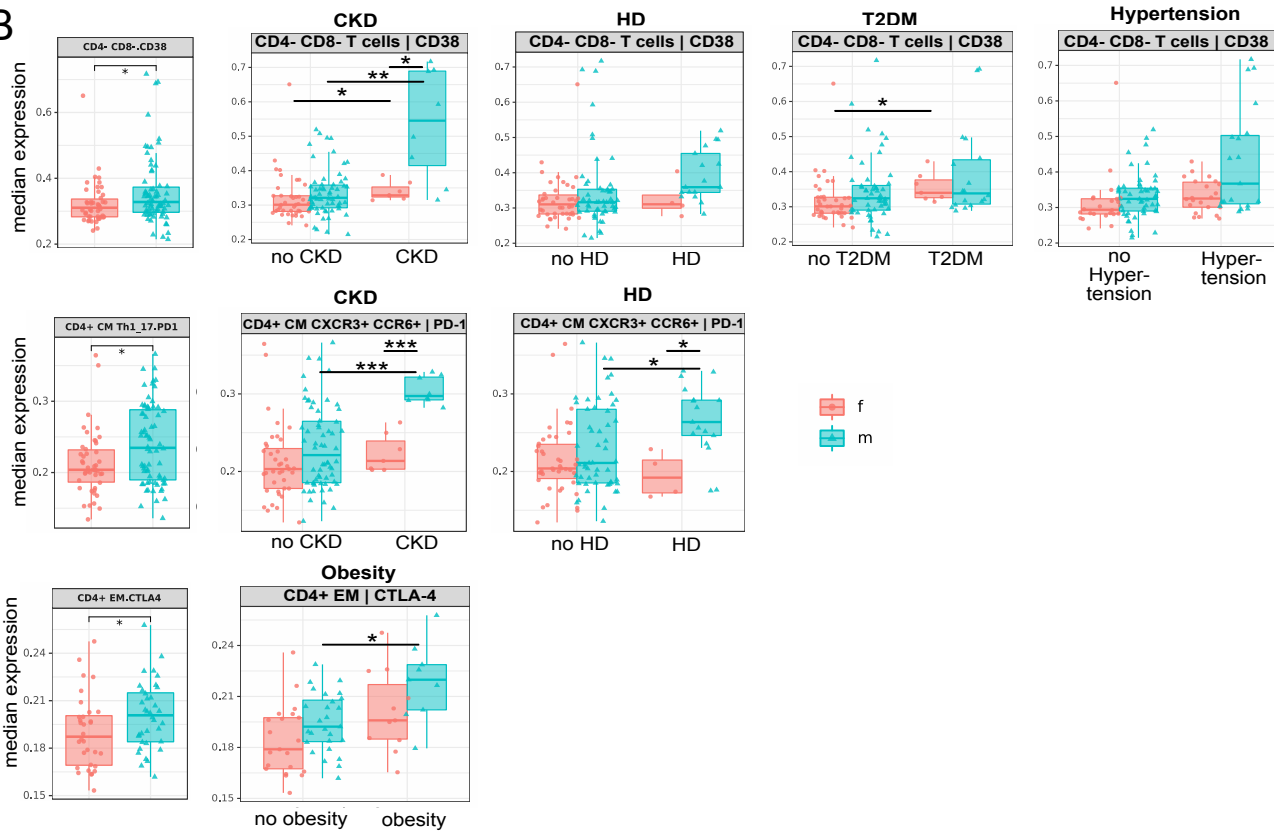 B
CKD
HD
T2DM
Hypertension
CD4- CD8-.CD38
CD4- CD8- T cells | CD38
CD4- CD8- T cells | CD38
CD4- CD8- T cells | CD38
CD4- CD8- T cells | CD38
median expression
0.6
0.4
0.2
*
0.7
0.6
0.5
0.4
0.3
0.2
*
**
*
0.7
0.6
0.5
0.4
0.3
0.2
0.7
0.6
0.5
0.4
0.3
0.2
*
0.7
0.6
0.5
0.4
0.3
0.2
no CKD
CKD
no HD
HD
no T2DM
T2DM
no
Hyper-
tension
Hyper-
tension
CKD
HD
CD4+ CM Th1_17.PD1
CD4+ CM CXCR3+ CCR6+ | PD-1
CD4+ CM CXCR3+ CCR6+ | PD-1
median expression
0.3
0.2
*
0.3
0.2
***
***
0.3
0.2
*
*
no CKD
CKD
no HD
HD
f
m
Obesity
CD4+ EM.CTLA4
CD4+ EM | CTLA-4
median expression
0.24
0.21
0.18
0.15
*
0.24
0.21
0.18
0.15
*
no obesity
obesity